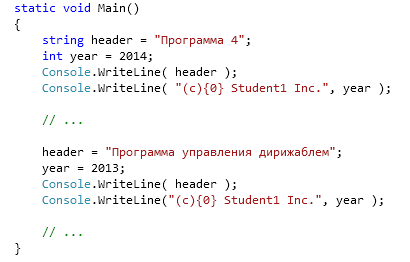 static void Main()
{
    string header = "Программа 4";
    int year = 2014;
    Console.WriteLine( header );
    Console.WriteLine( "(c){0} Student1 Inc.", year );

    // ...

    header = "Программа управления дирижаблем";
    year = 2013;
    Console.WriteLine( header );
    Console.WriteLine("(c){0} Student1 Inc.", year );

    // ...
}